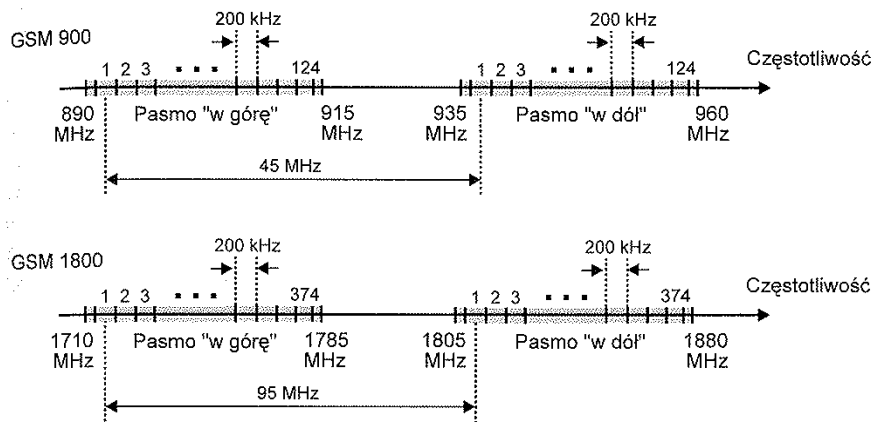 200 kHz 200 kHz
GSM 900
1 2 3 ... 124 1 2 3 ... 124 Częstotliwość
890 MHz Pasmo "w górę" 915 MHz 935 MHz Pasmo "w dół" 960 MHz
45 MHz
200 kHz 200 kHz
GSM 1800
1 2 3 ... 374 1 2 3 ... 374 Częstotliwość
1710 MHz Pasmo "w górę" 1785 MHz 1805 MHz Pasmo "w dół" 1880 MHz
95 MHz